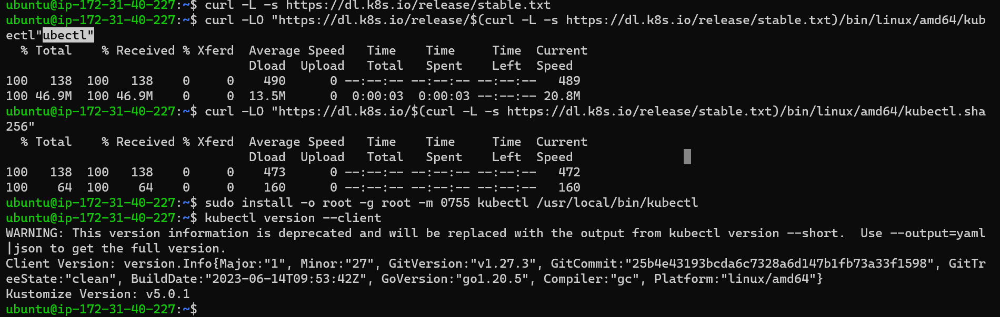 ubuntu@ip-172-31-40-227:~$ curl -L -s https://dl.k8s.io/release/stable.txt
ubuntu@ip-172-31-40-227:~$ curl -LO "https://dl.k8s.io/release/$(curl -L -s https://dl.k8s.io/release/stable.txt)/bin/linux/amd64/kub
ectl"ubectl"
  % Total    % Received % Xferd  Average Speed   Time    Time     Time  Current
                                 Dload  Upload   Total   Spent    Left  Speed
100   138  100   138    0     0    490      0 --:--:-- --:--:-- --:--:--   489
100 46.9M  100 46.9M    0     0  13.5M      0  0:00:03  0:00:03 --:--:-- 20.8M
ubuntu@ip-172-31-40-227:~$ curl -LO "https://dl.k8s.io/$(curl -L -s https://dl.k8s.io/release/stable.txt)/bin/linux/amd64/kubectl.sha
256"
  % Total    % Received % Xferd  Average Speed   Time    Time     Time  Current
                                 Dload  Upload   Total   Spent    Left  Speed
100   138  100   138    0     0    473      0 --:--:-- --:--:-- --:--:--   472
100    64  100    64    0     0    160      0 --:--:-- --:--:-- --:--:--   160
ubuntu@ip-172-31-40-227:~$ sudo install -o root -g root -m 0755 kubectl /usr/local/bin/kubectl
ubuntu@ip-172-31-40-227:~$ kubectl version --client
WARNING: This version information is deprecated and will be replaced with the output from kubectl version --short.  Use --output=yaml
|json to get the full version.
Client Version: version.Info{Major:"1", Minor:"27", GitVersion:"v1.27.3", GitCommit:"25b4e43193bcda6c7328a6d147b1fb73a33f1598", GitTr
eeState:"clean", BuildDate:"2023-06-14T09:53:42Z", GoVersion:"go1.20.5", Compiler:"gc", Platform:"linux/amd64"}
Kustomize Version: v5.0.1
ubuntu@ip-172-31-40-227:~$